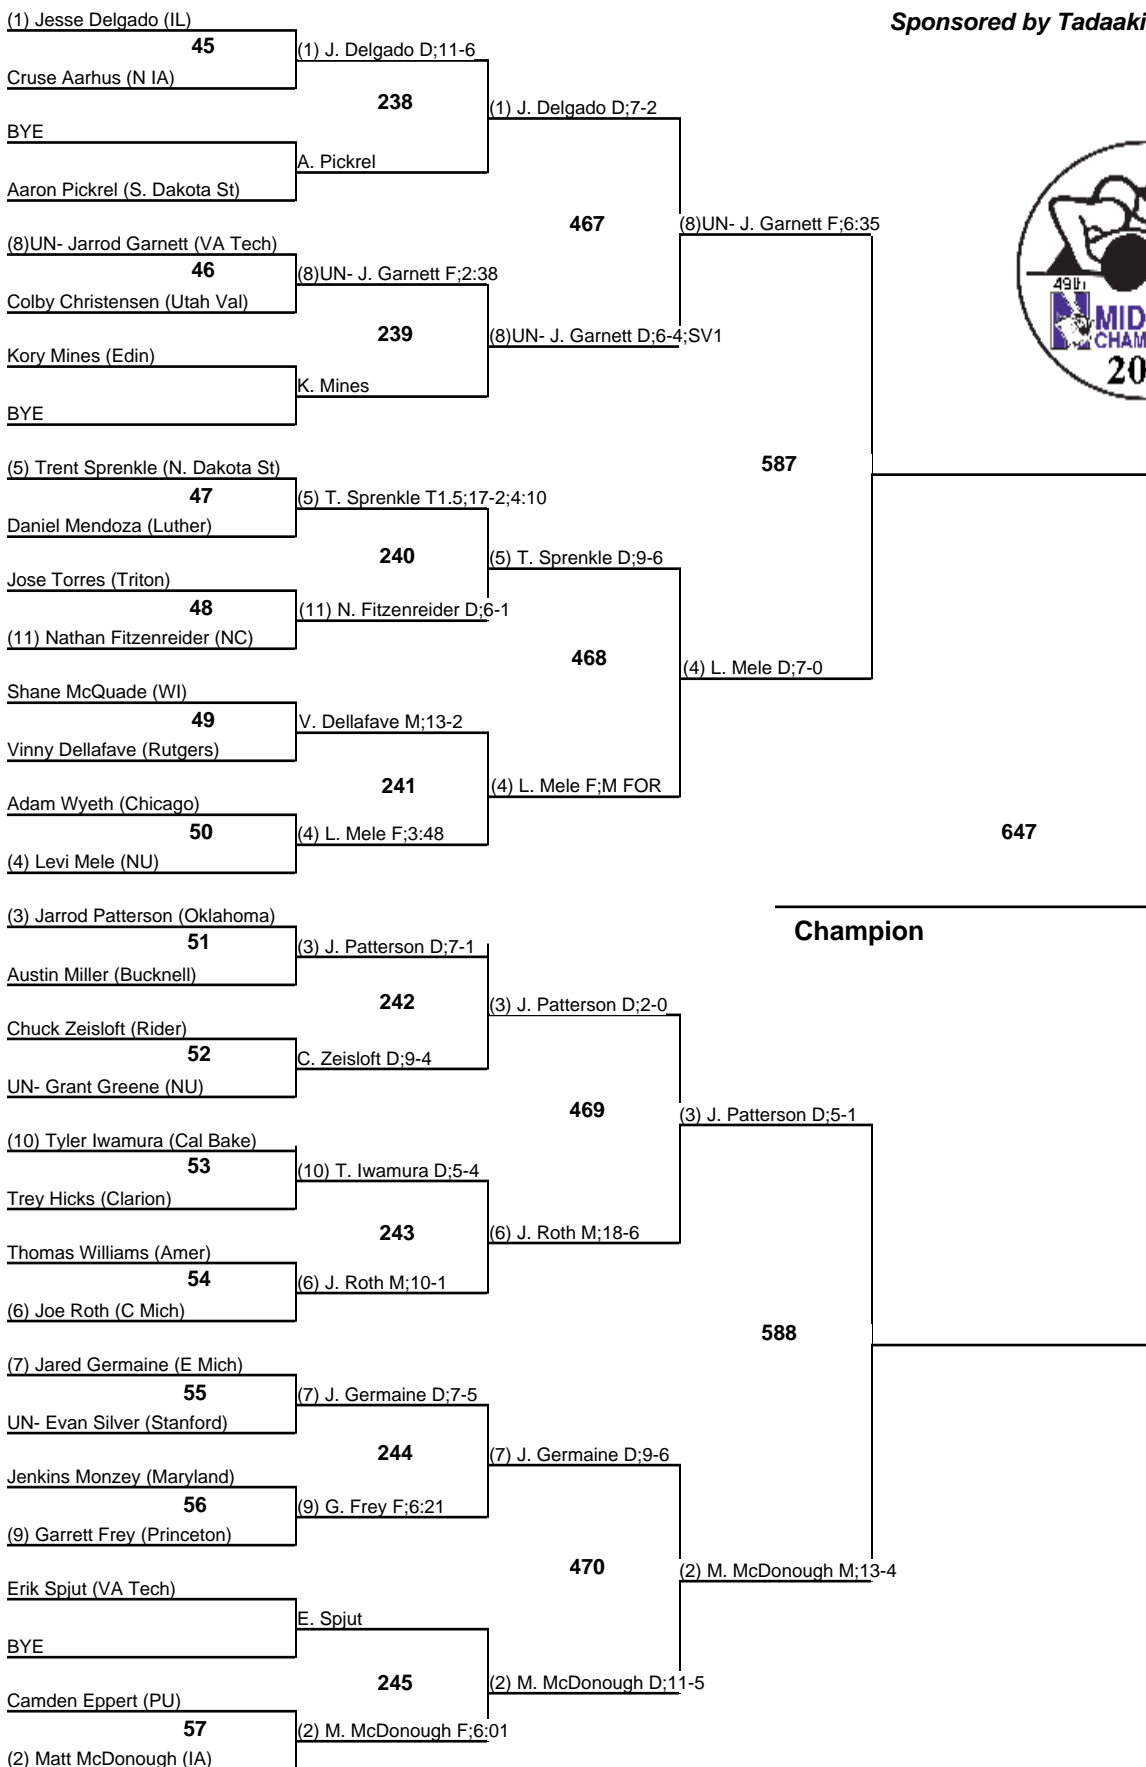 (1) Jesse Delgado (IL)
Sponsored by Tadaaki
45
(1) J. Delgado D;11-6
Cruse Aarhus (N IA)
238
(1) J. Delgado D;7-2
BYE
A. Pickrel
Aaron Pickrel (S. Dakota St)
467
(8)UN- J. Garnett F;6:35
(8)UN- Jarrod Garnett (VA Tech)
46
(8)UN- J. Garnett F;2:38
Colby Christensen (Utah Val)
239
(8)UN- J. Garnett D;6-4;SV1
Kory Mines (Edin)
K. Mines
BYE
49th
N
MID
CHAM
20
587
(5) Trent Sprenkle (N. Dakota St)
47
(5) T. Sprenkle T1.5;17-2;4:10
Daniel Mendoza (Luther)
240
(5) T. Sprenkle D;9-6
Jose Torres (Triton)
48
(11) N. Fitzenreider D;6-1
(11) Nathan Fitzenreider (NC)
468
(4) L. Mele D;7-0
Shane McQuade (WI)
49
V. Dellafave M;13-2
Vinny Dellafave (Rutgers)
241
(4) L. Mele F;M FOR
Adam Wyeth (Chicago)
50
(4) L. Mele F;3:48
(4) Levi Mele (NU)
647
Champion
(3) Jarrod Patterson (Oklahoma)
51
(3) J. Patterson D;7-1
Austin Miller (Bucknell)
242
(3) J. Patterson D;2-0
Chuck Zeisloft (Rider)
52
C. Zeisloft D;9-4
UN- Grant Greene (NU)
469
(3) J. Patterson D;5-1
(10) Tyler Iwamura (Cal Bake)
53
(10) T. Iwamura D;5-4
Trey Hicks (Clarion)
243
(6) J. Roth M;18-6
Thomas Williams (Amer)
54
(6) J. Roth M;10-1
(6) Joe Roth (C Mich)
588
(7) Jared Germaine (E Mich)
55
(7) J. Germaine D;7-5
UN- Evan Silver (Stanford)
244
(7) J. Germaine D;9-6
Jenkins Monzey (Maryland)
56
(9) G. Frey F;6:21
(9) Garrett Frey (Princeton)
470
(2) M. McDonough M;13-4
Erik Spjut (VA Tech)
E. Spjut
BYE
245
(2) M. McDonough D;11-5
Camden Eppert (PU)
57
(2) M. McDonough F;6:01
(2) Matt McDonough (IA)